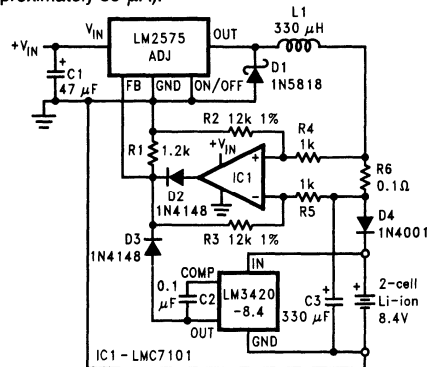 proximately 85 μA).
V_IN
LM2575
ADJ
OUT
L1
330 μH
+V_IN
FB
GND
ON/OFF
+
C1
47 μF
D1
1N5818
R2 12k 1%
R4
1k
R1
1.2k
+V_IN
+
IC1
−
D2
1N4148
R6
0.1Ω
1k
R5
D4
1N4001
D3
1N4148
R3 12k 1%
COMP
IN
0.1
μF
C2
LM3420
-8.4
OUT
GND
C3
330 μF
+
+
2-cell
Li-ion
8.4V
IC1-LMC7101